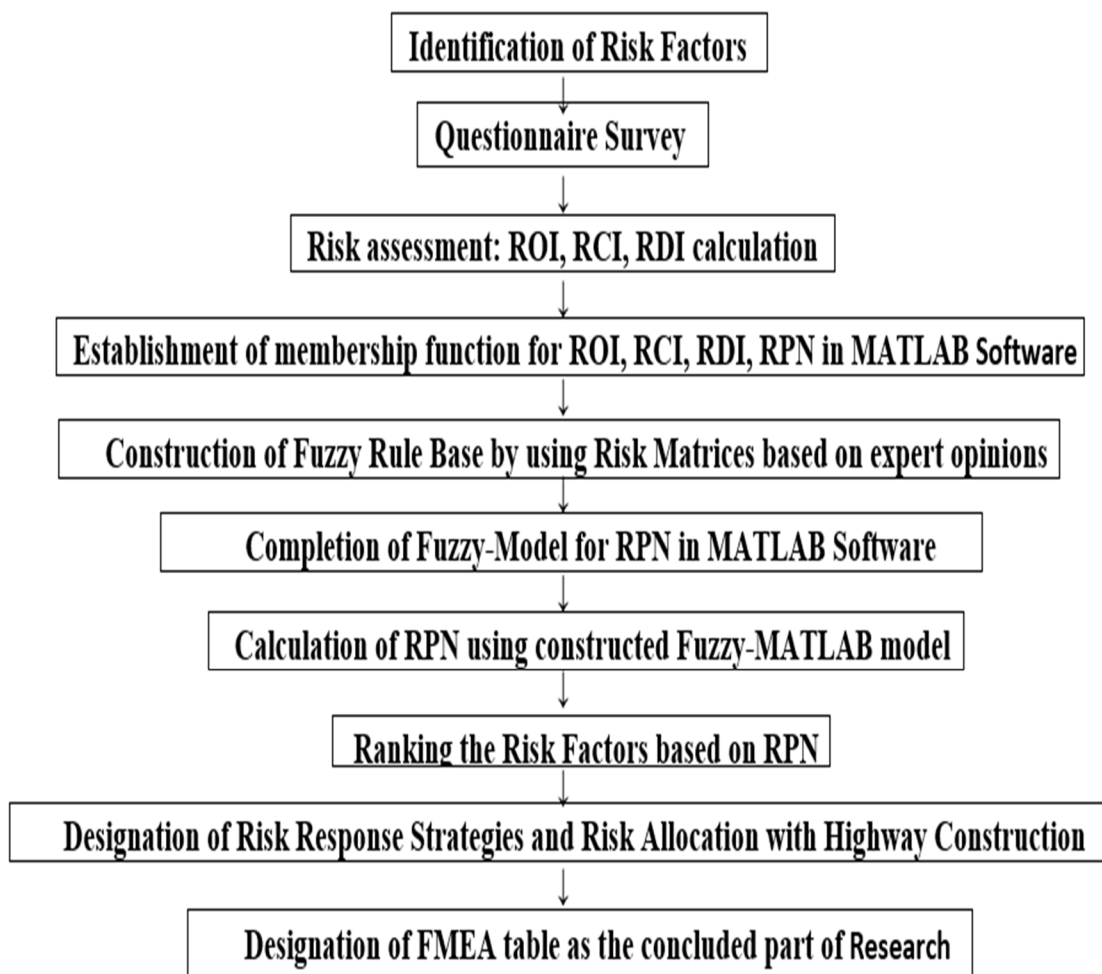 Identification of Risk Factors
Questionnaire Survey
Risk assessment: ROI, RCI, RDI calculation
Establishment of membership function for ROI, RCI, RDI, RPN in MATLAB Software
Construction of Fuzzy Rule Base by using Risk Matrices based on expert opinions
Completion of Fuzzy-Model for RPN in MATLAB Software
Calculation of RPN using constructed Fuzzy-MATLAB model
Ranking the Risk Factors based on RPN
Designation of Risk Response Strategies and Risk Allocation with Highway Construction
Designation of FMEA table as the concluded part of Research